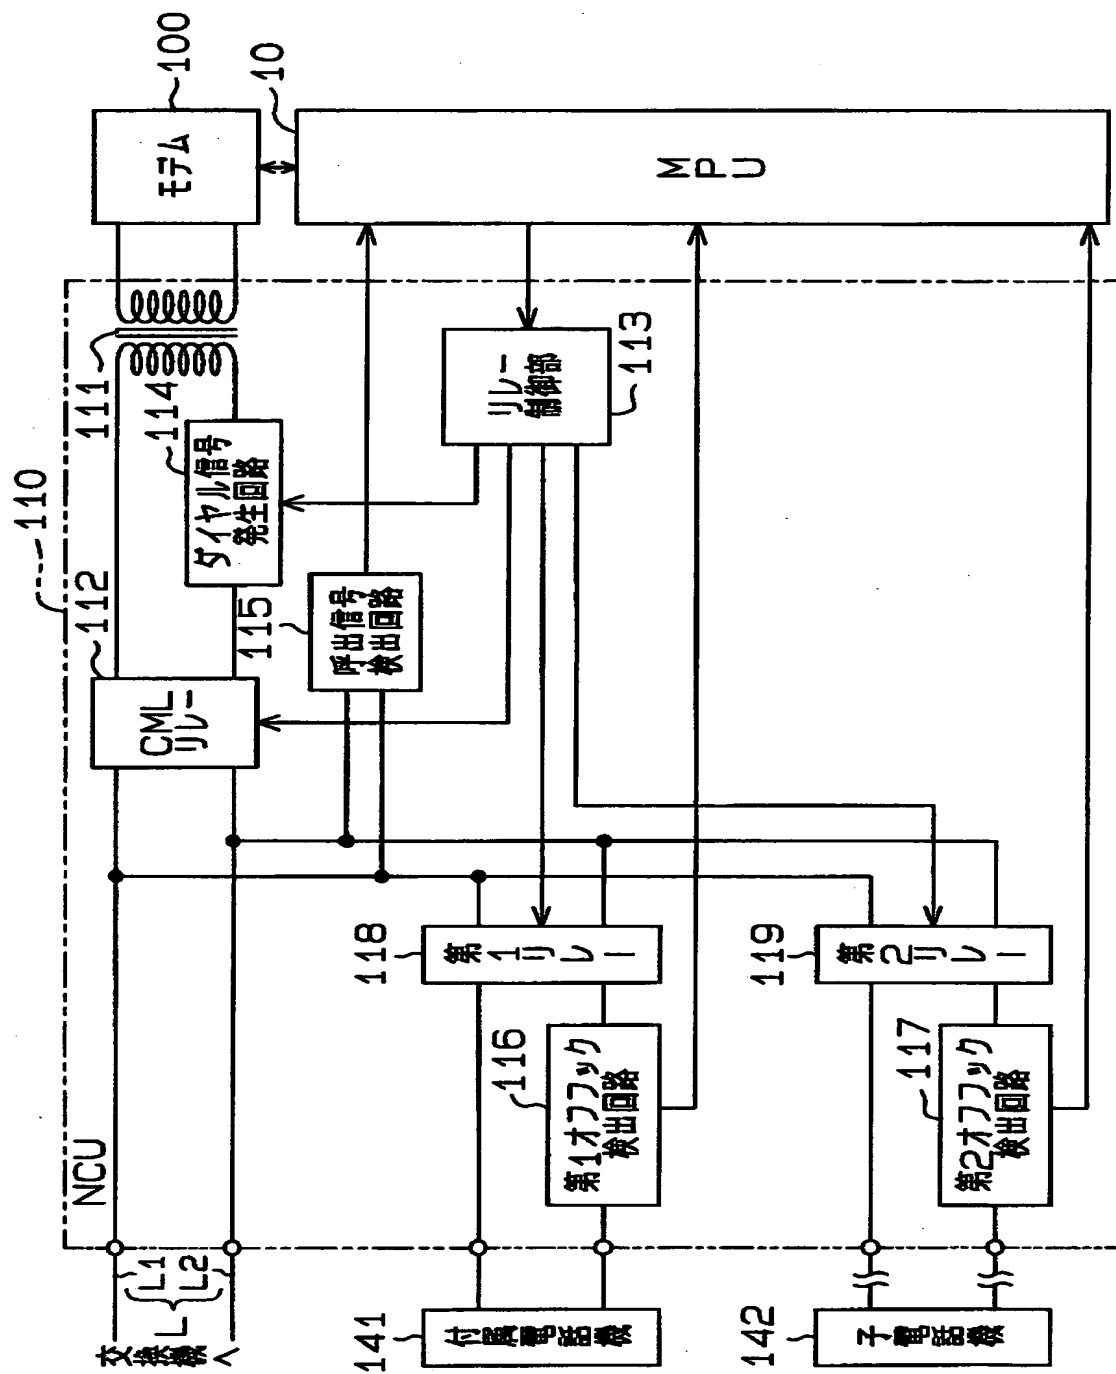 110
NCU
交換機
へ
L
L1
L2
112
CML
リレー
114
ダイヤル信号
発生回路
111
モデム
100
115
呼出信号
検出回路
リレー
制御部
113
MPU
10
141
付属電話機
118
第1リレー
116
第1オフフック
検出回路
142
子電話機
119
第2リレー
117
第2オフフック
検出回路